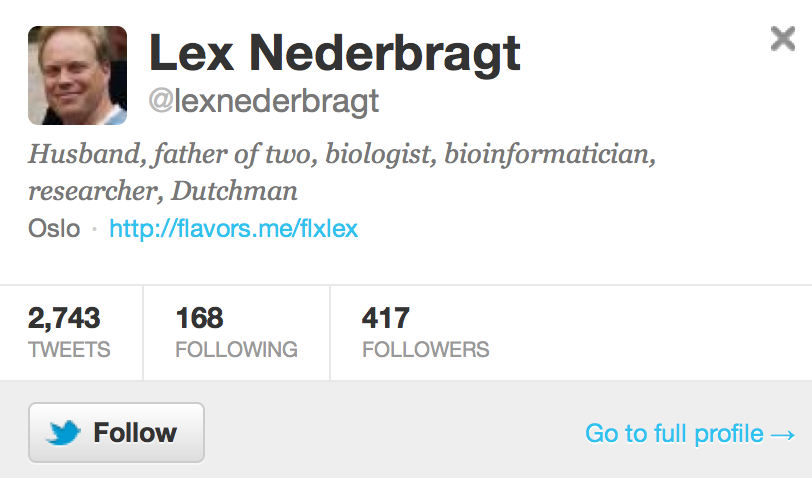 Lex Nederbragt
@lexnederbragt
Husband, father of two, biologist, bioinformatician,
researcher, Dutchman
Oslo · http://flavors.me/flxlex
2,743 168 417
TWEETS FOLLOWING FOLLOWERS
Follow Go to full profile →